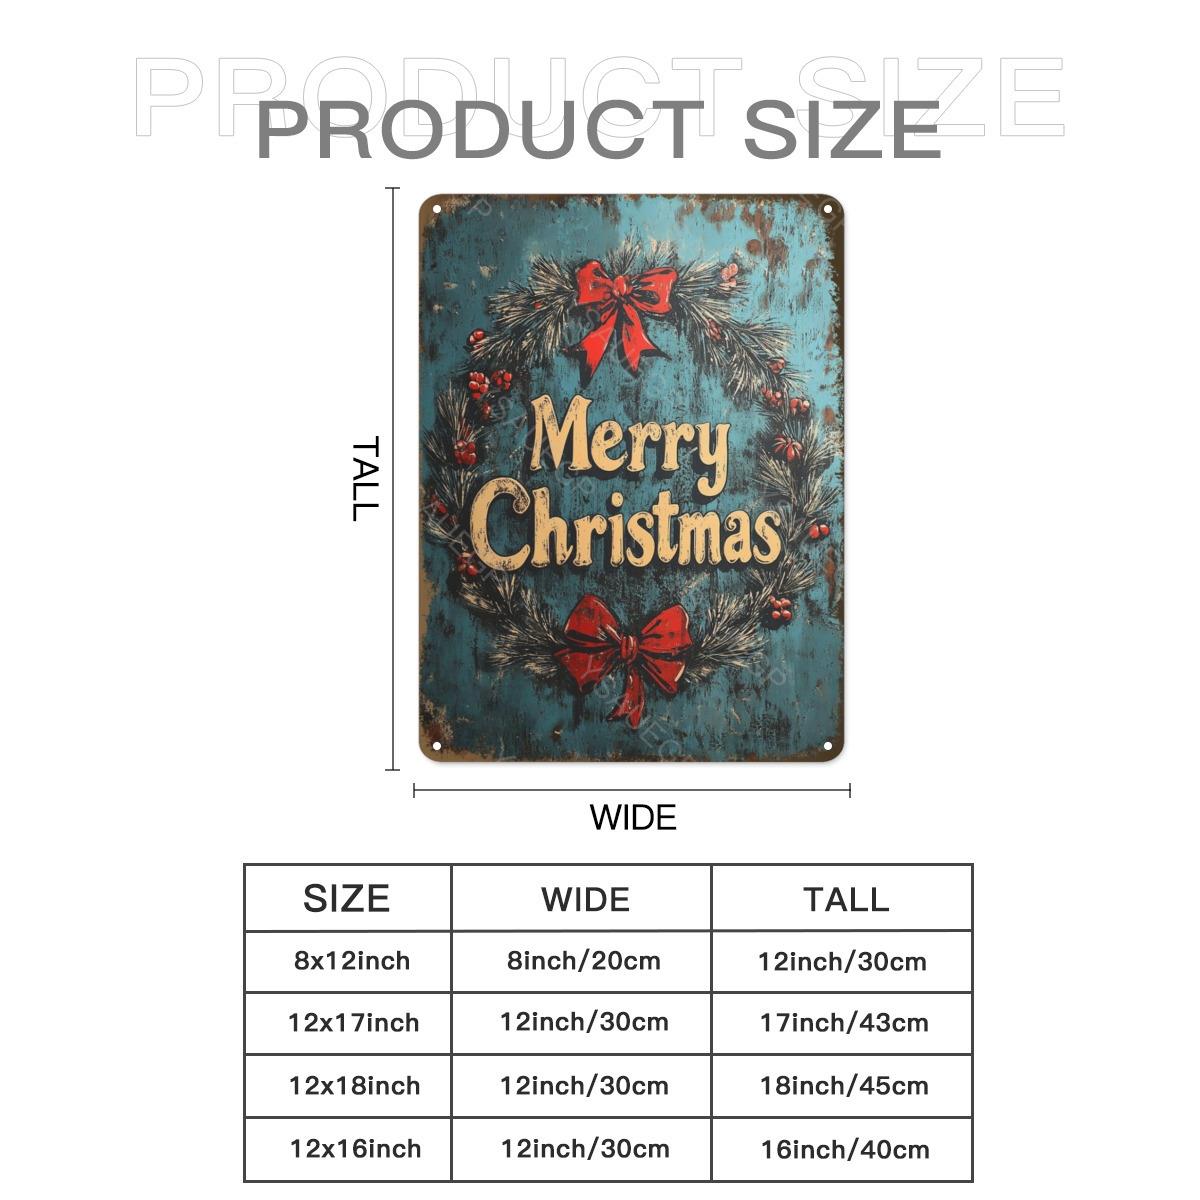 PRODUCT SIZE
PRODUCT SIZE
TALL
Merry
Christmas
WIDE
SIZE WIDE TALL
8x12inch 8inch/20cm 12inch/30cm
12x17inch 12inch/30cm 17inch/43cm
12x18inch 12inch/30cm 18inch/45cm
12x16inch 12inch/30cm 16inch/40cm